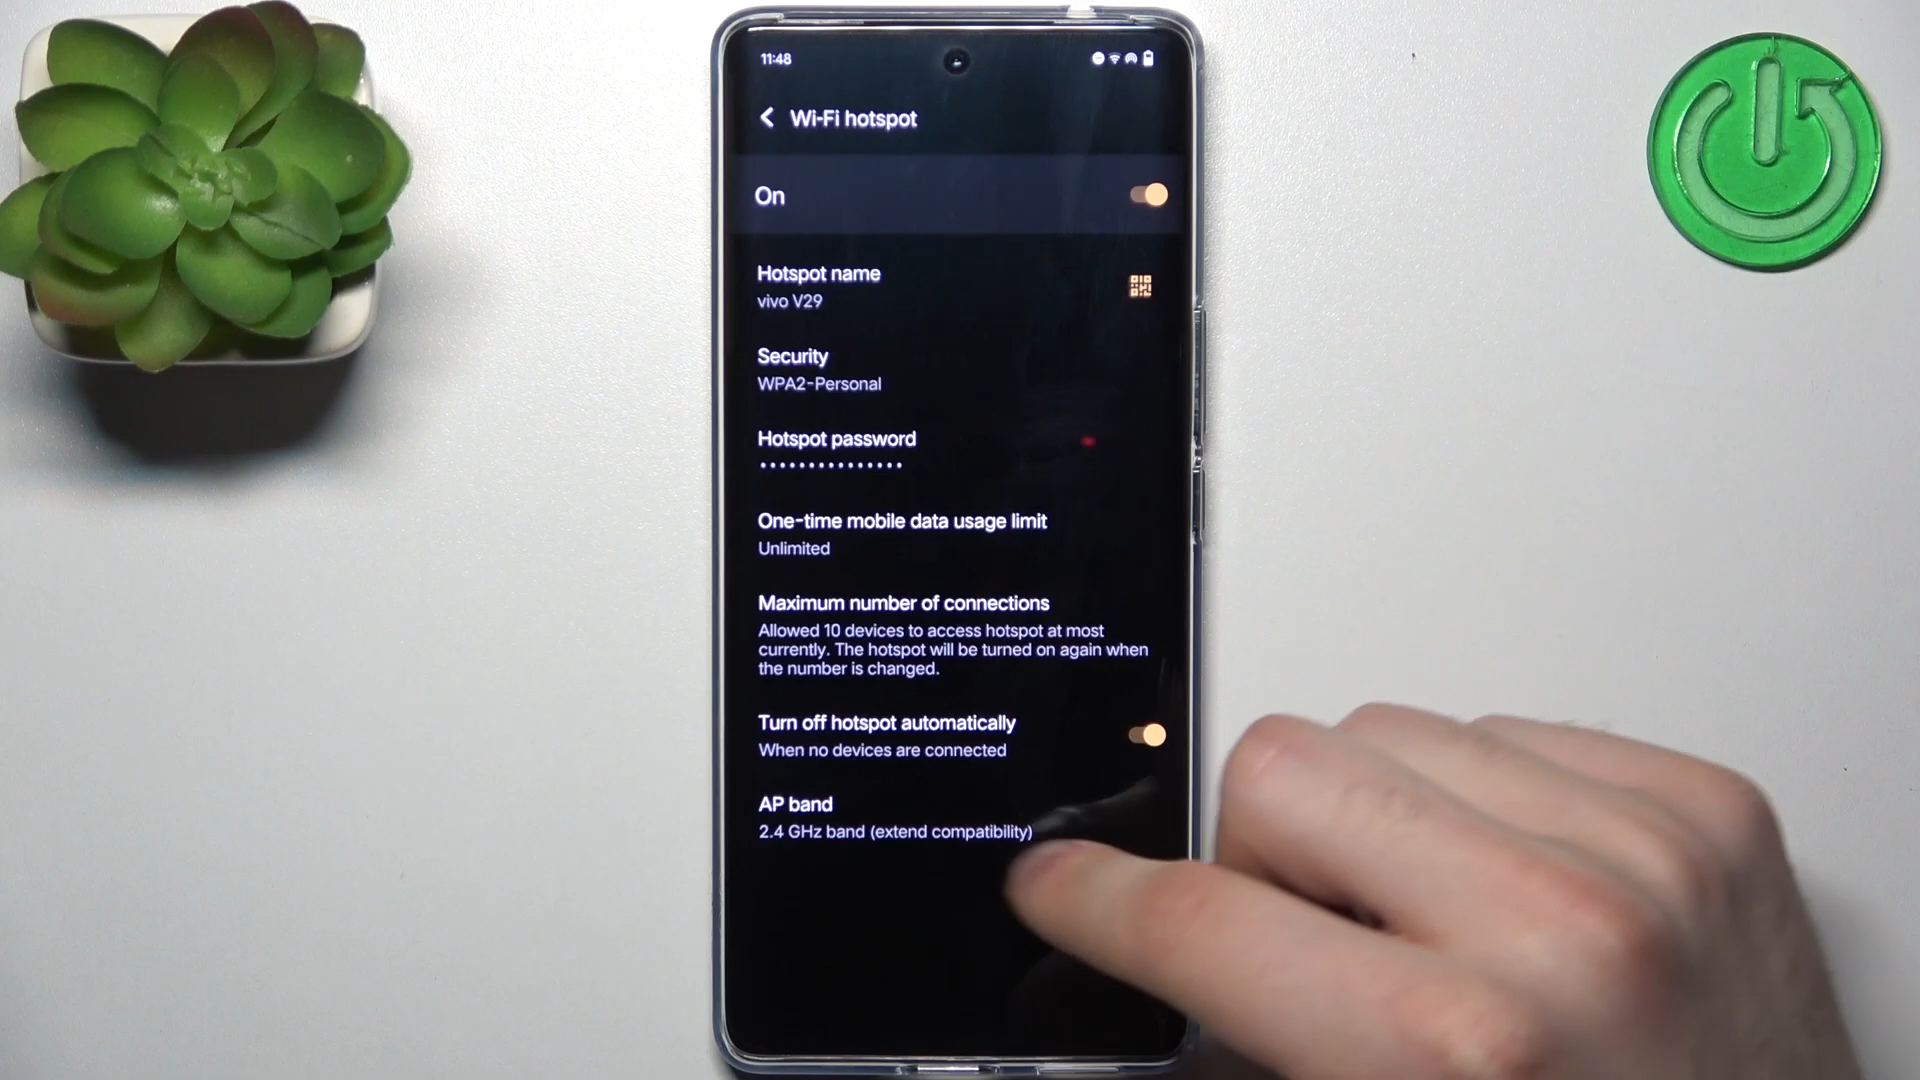 11:48
Wi-Fi hotspot
On
Hotspot name
vivo V29
Security
WPA2-Personal
Hotspot password
•••••••••••••••
One-time mobile data usage limit
Unlimited
Maximum number of connections
Allowed 10 devices to access hotspot at most
currently. The hotspot will be turned on again when
the number is changed.
Turn off hotspot automatically
When no devices are connected
AP band
2.4 GHz band (extend compatibility)